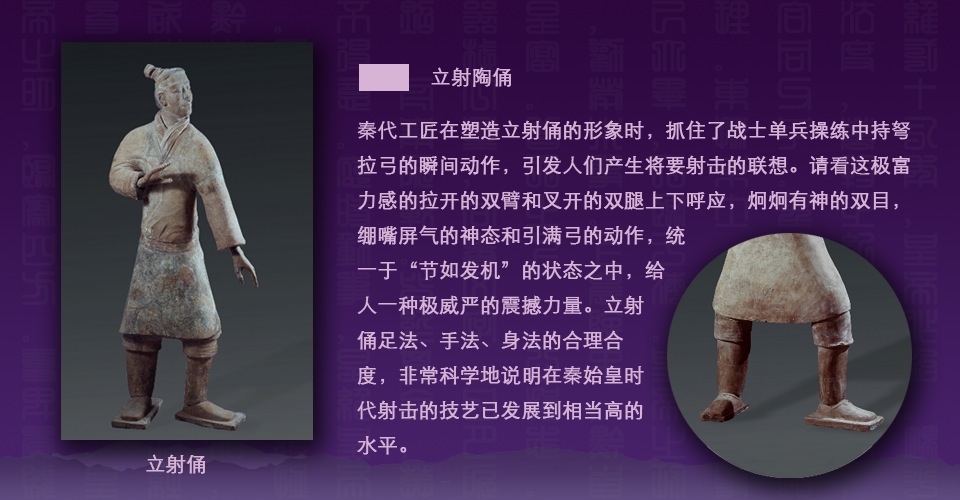 立射陶俑
秦代工匠在塑造立射俑的形象时，抓住了战士单兵操练中持弩
拉弓的瞬间动作，引发人们产生将要射击的联想。请看这极富
力感的拉开的双臂和叉开的双腿上下呼应，炯炯有神的双目，
绷嘴屏气的神态和引满弓的动作，统
一于“节如发机”的状态之中，给
人一种极威严的震撼力量。立射
俑足法、手法、身法的合理合
度，非常科学地说明在秦始皇时
代射击的技艺已发展到相当高的
水平。
立射俑